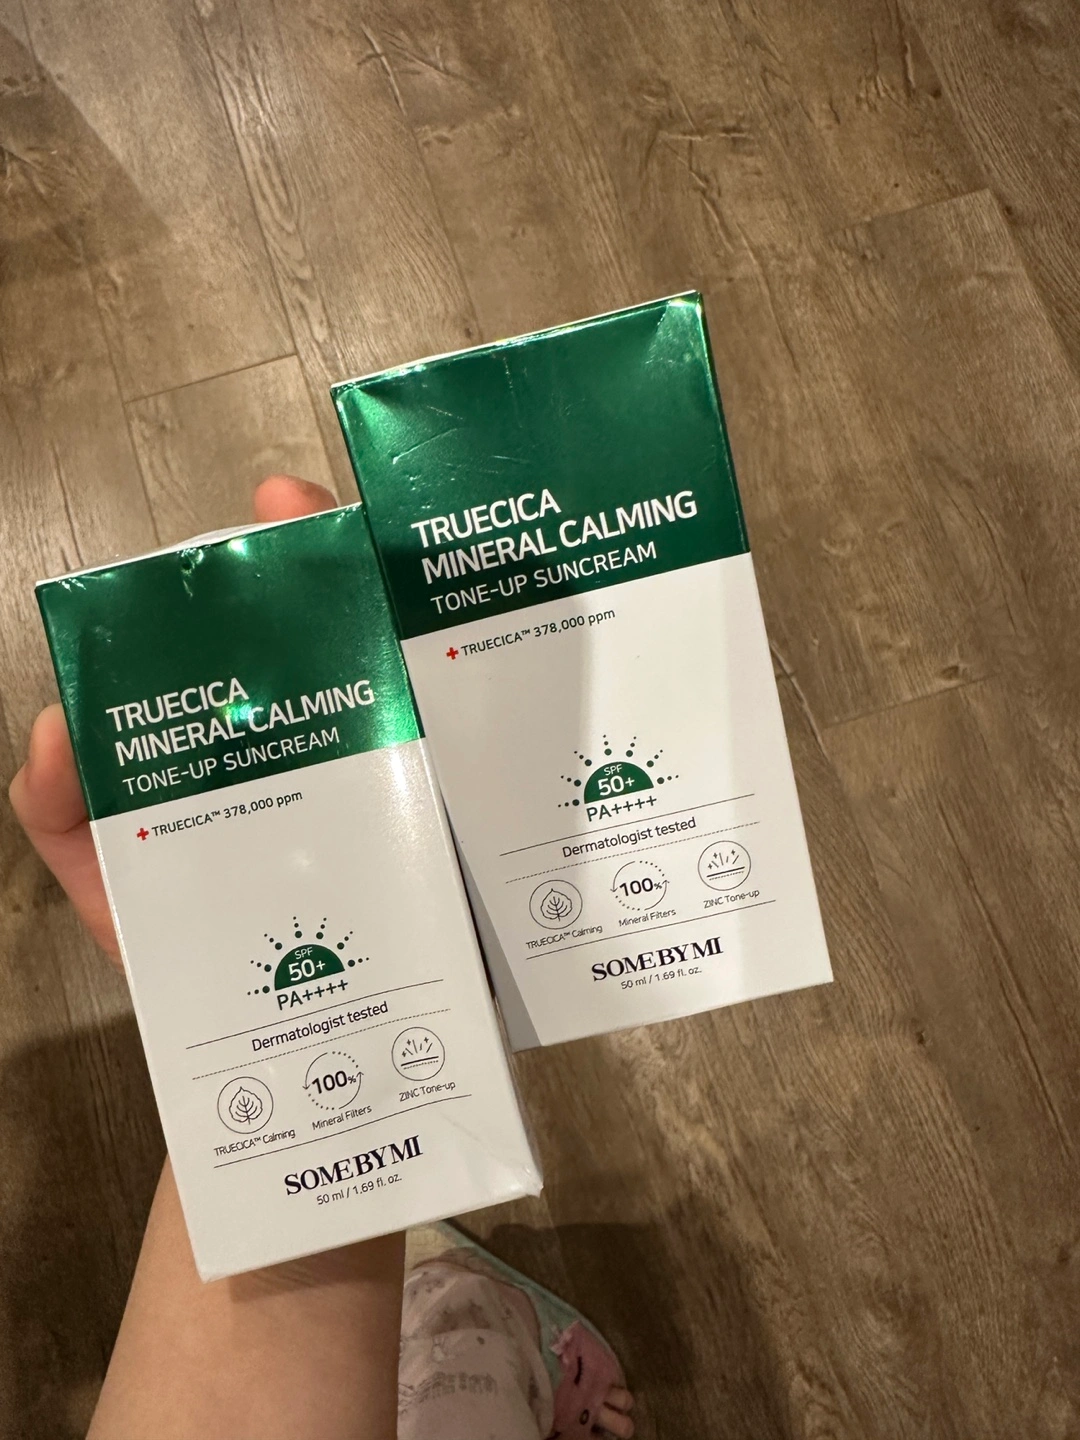 TRUECICA
MINERAL CALMING
TONE-UP SUNCREAM
TRUECICA™ 378,000 ppm
SPF
50+
PA++++
Dermatologist tested
TRUECICA™ Calming
100%
Mineral Filters
ZINC Tone-up
SOME BY MI
50 ml / 1.69 fl. oz.
TRUECICA
MINERAL CALMING
TONE-UP SUNCREAM
TRUECICA™ 378,000 ppm
SPF
50+
PA++++
Dermatologist tested
TRUECICA™ Calming
100%
Mineral Filters
ZINC Tone-up
SOME BY MI
50 ml / 1.69 fl. oz.